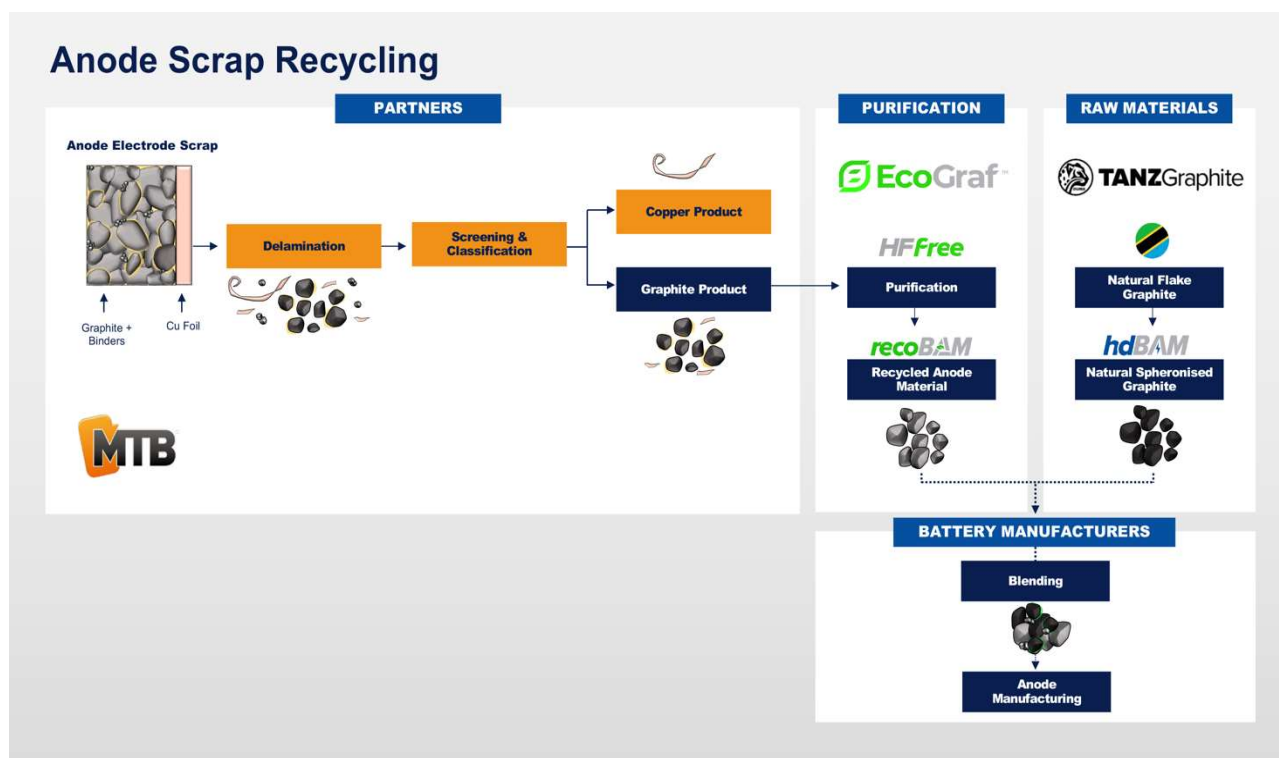 Anode Scrap Recycling
PARTNERS
Anode Electrode Scrap
Graphite +
Binders
Cu Foil
Delamination
Screening &
Classification
Copper Product
Graphite Product
MTB
PURIFICATION
EcoGraf™
HFFree
Purification
recoBAM
Recycled Anode
Material
RAW MATERIALS
TANZGraphite
Natural Flake
Graphite
hdBAM
Natural Spheronised
Graphite
BATTERY MANUFACTURERS
Blending
Anode
Manufacturing